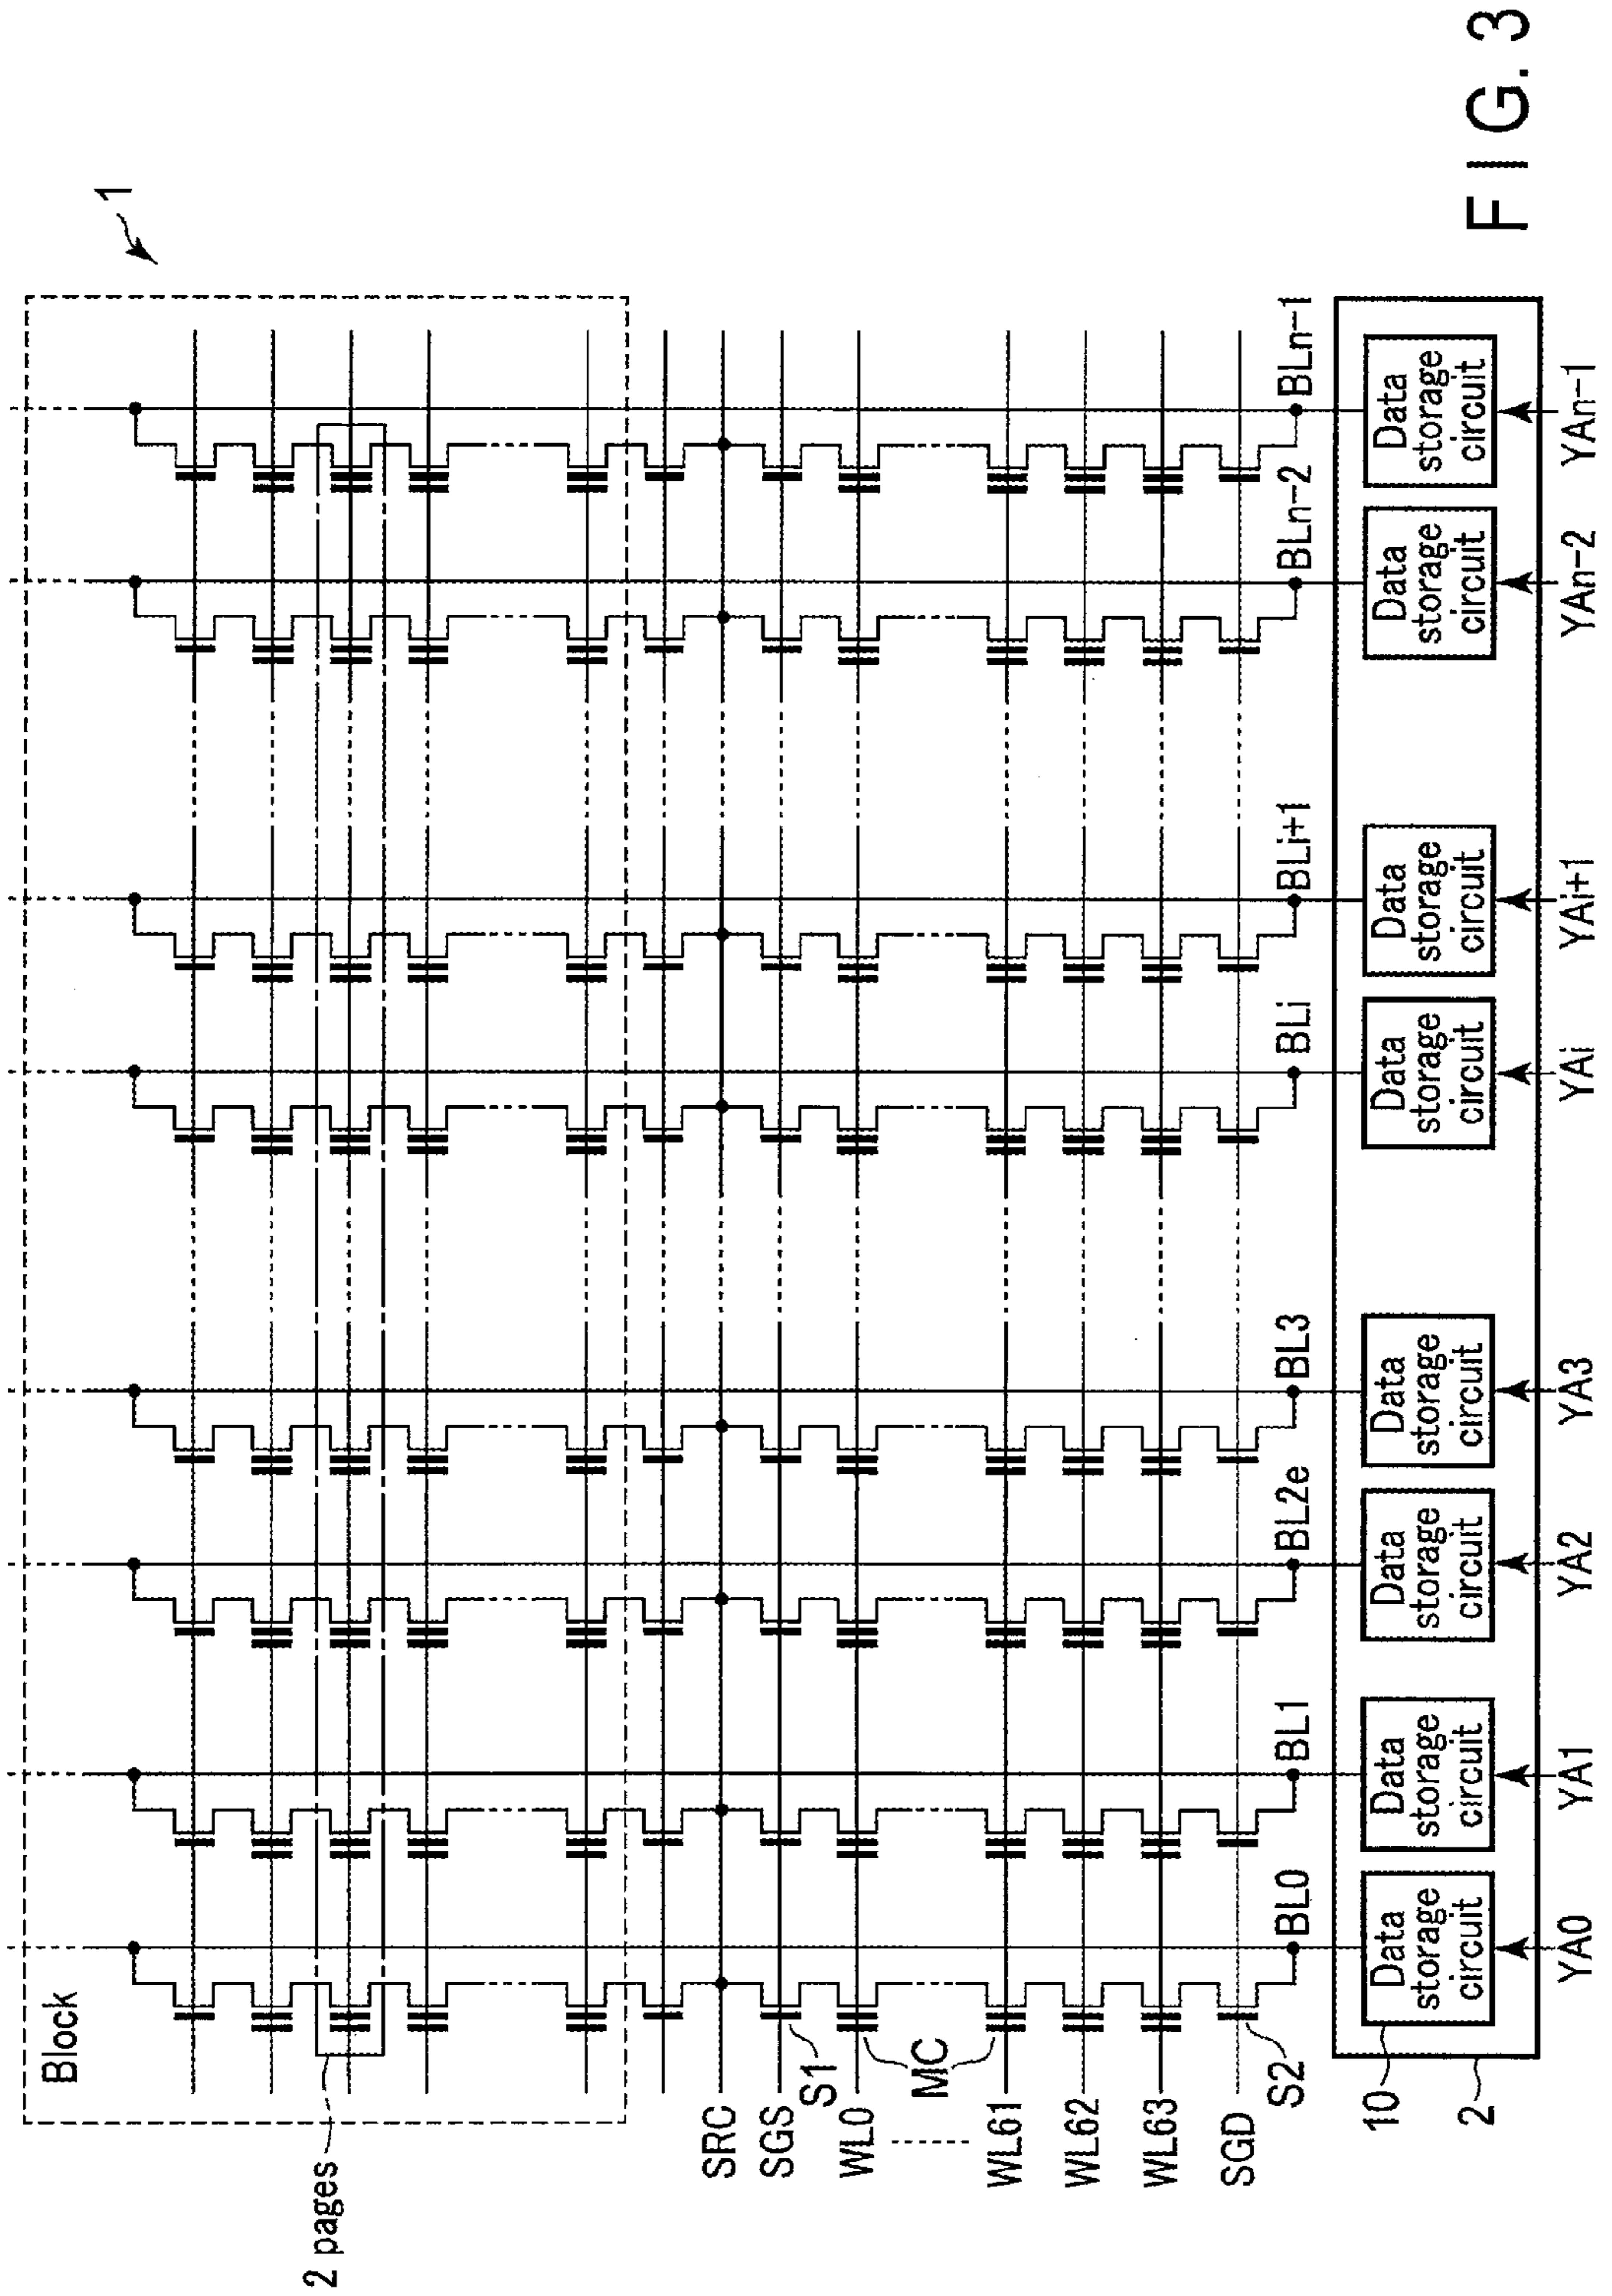 1
Block
2 pages
SRC
SGS
S1
WL0
MC
WL61
WL62
WL63
SGD
S2
BL0
BL1
BL2e
BL3
BLi
BLi+1
BLn-2
BLn-1
10
2
Data
storage
circuit
Data
storage
circuit
Data
storage
circuit
Data
storage
circuit
Data
storage
circuit
Data
storage
circuit
Data
storage
circuit
Data
storage
circuit
YA0
YA1
YA2
YA3
YAi
YAi+1
YAn-2
YAn-1
FIG. 3